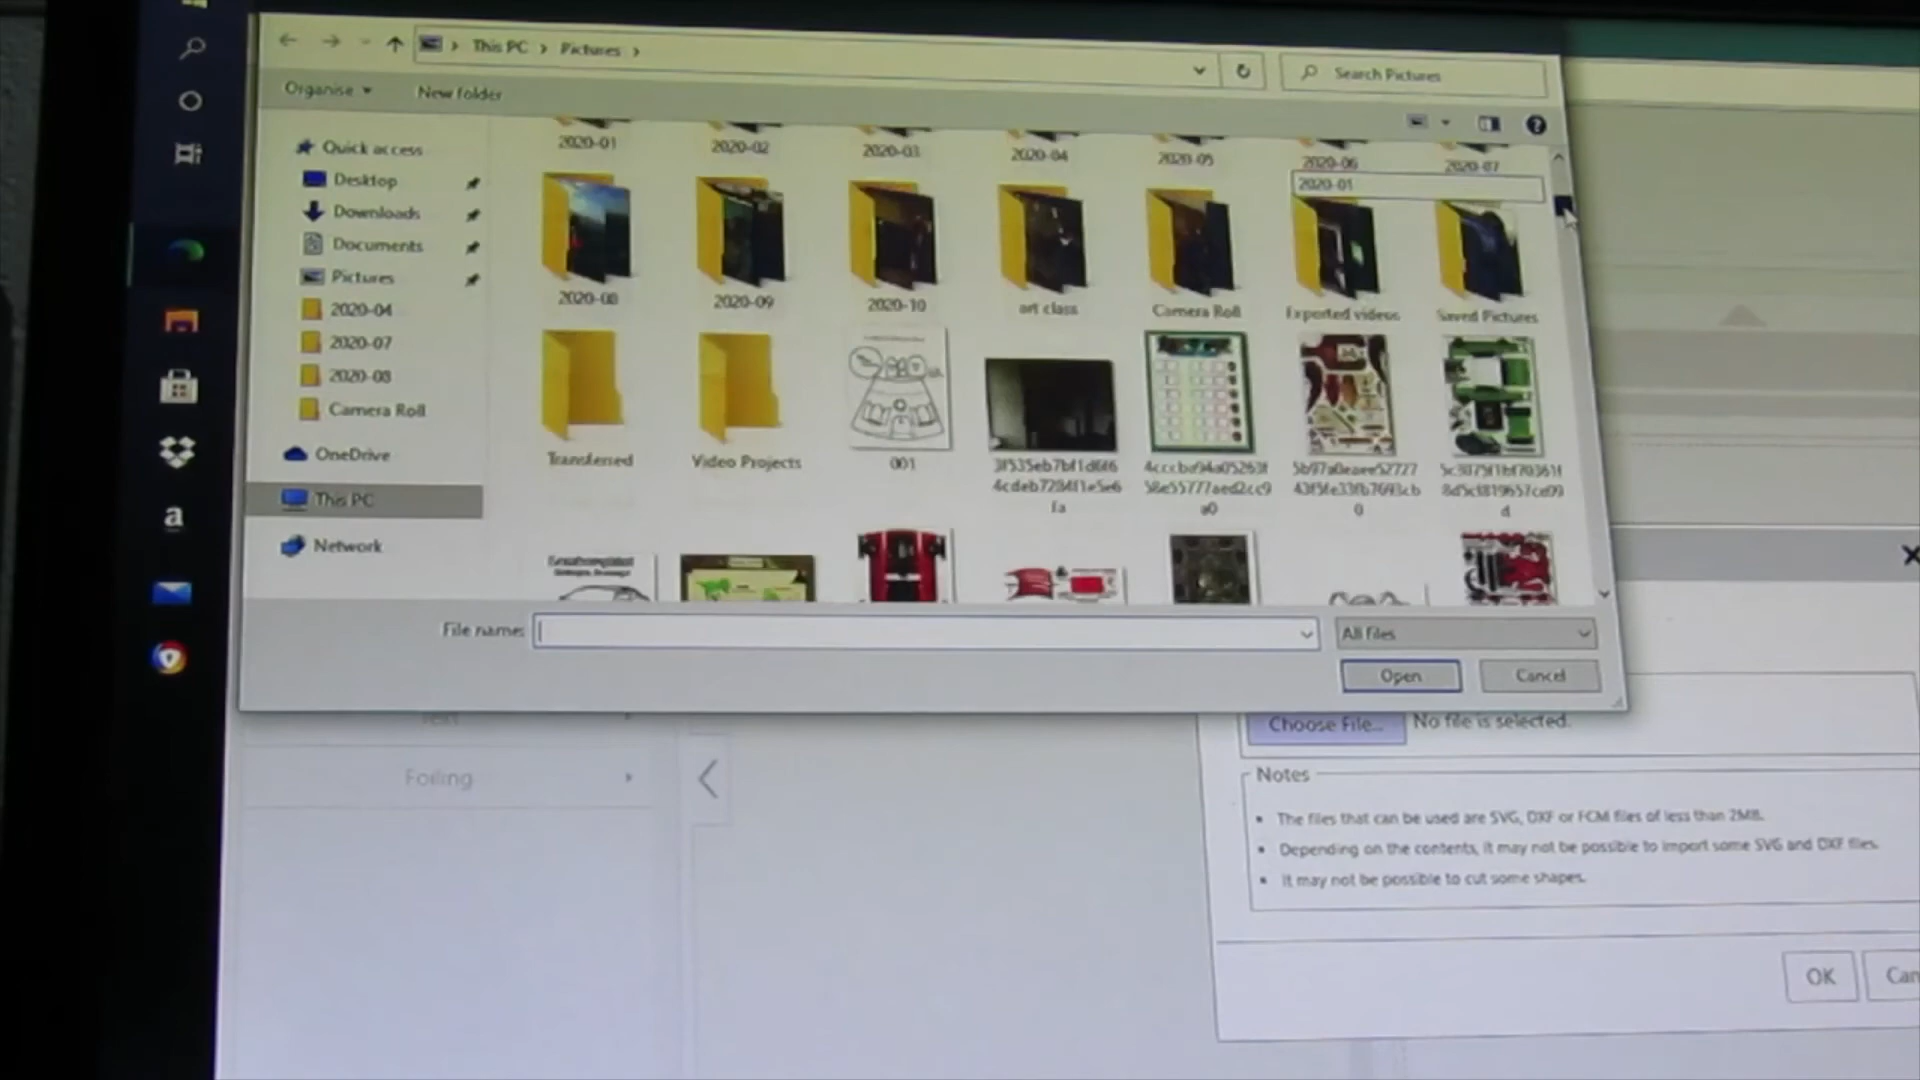 This PC > Pictures >
Search Pictures
Organise
New folder
Quick access
Desktop
Downloads
Documents
Pictures
2020-04
2020-07
2020-08
Camera Roll
OneDrive
This PC
Network
2020-01
2020-02
2020-03
2020-04
2020-05
2020-06
2020-07
2020-01
2020-08
2020-09
2020-10
art class
Camera Roll
Exported videos
Saved Pictures
Transferred
Video Projects
001
File name:
All files
Open
Cancel
Text
Foiling
Choose File...
No file is selected.
Notes
• The files that can be used are SVG, DXF or FCM files of less than 2MB.
• Depending on the contents, it may not be possible to import some SVG and DXF files.
• It may not be possible to cut some shapes.
OK
Can